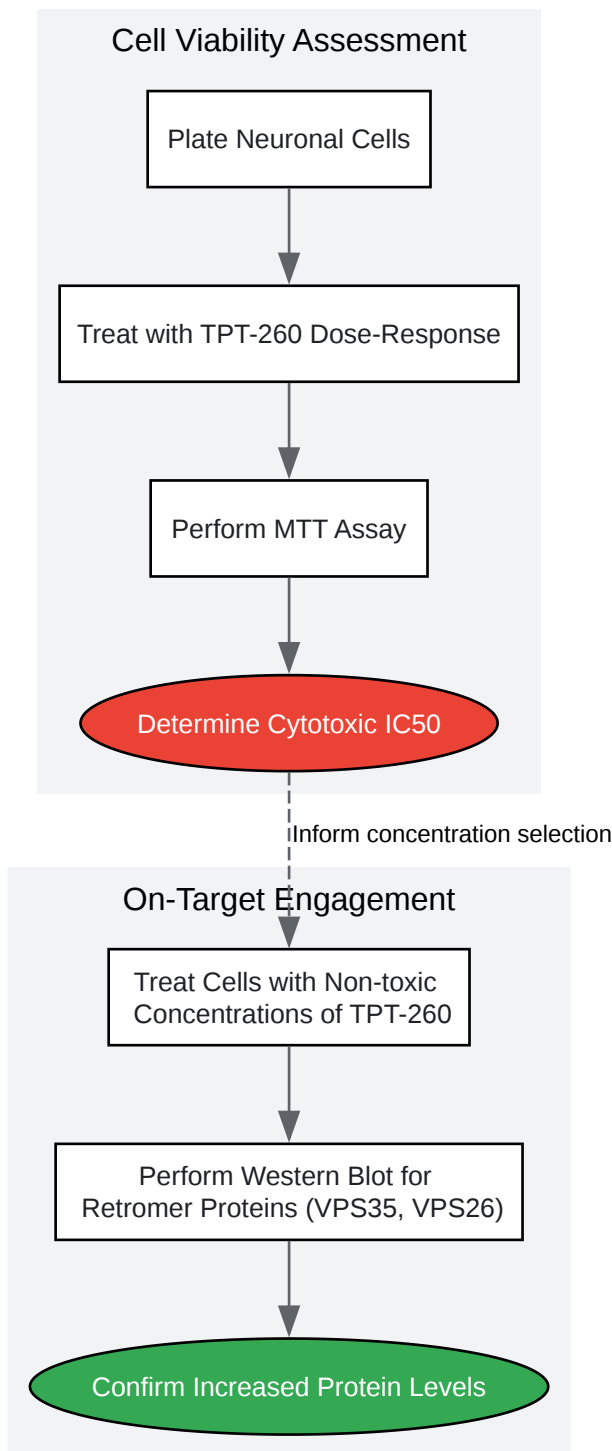 Cell Viability Assessment
Plate Neuronal Cells
Treat with TPT-260 Dose-Response
Perform MTT Assay
Determine Cytotoxic IC50
Inform concentration selection
On-Target Engagement
Treat Cells with Non-toxic
Concentrations of TPT-260
Perform Western Blot for
Retromer Proteins (VPS35, VPS26)
Confirm Increased Protein Levels